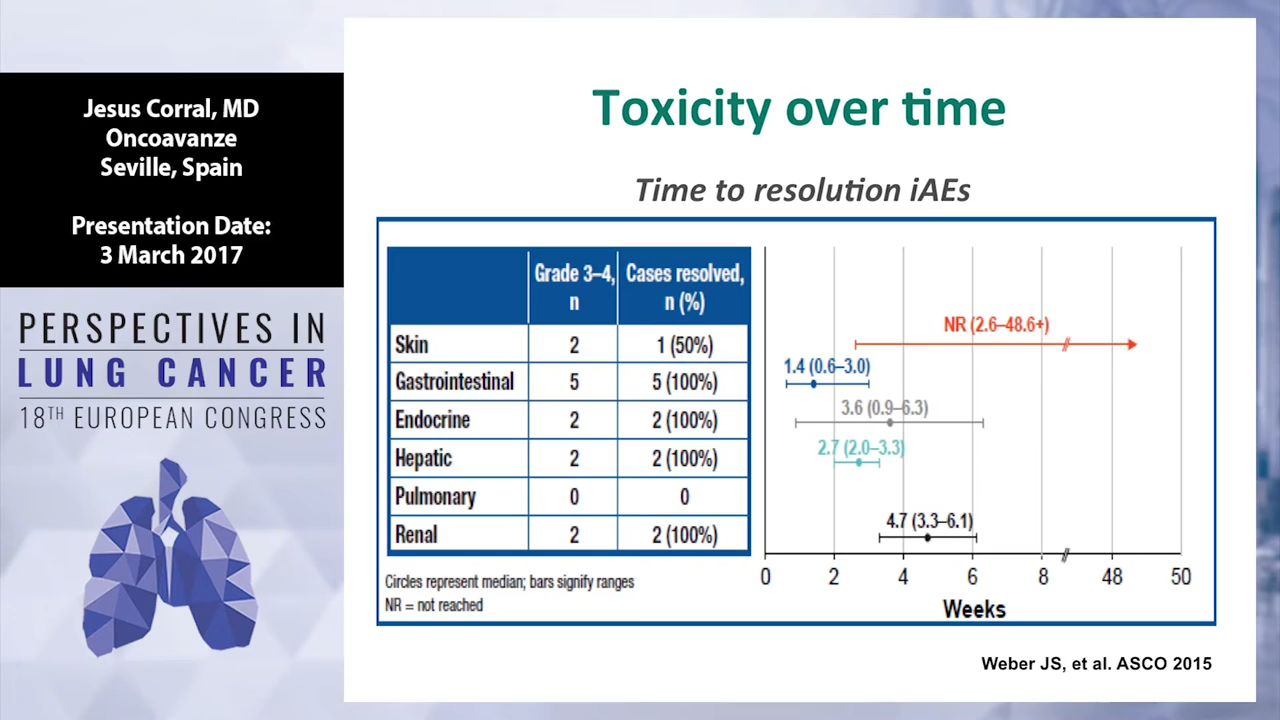 Jesus Corral, MD
Oncoavanze
Seville, Spain
Presentation Date:
3 March 2017
PERSPECTIVES IN
LUNG CANCER
18TH EUROPEAN CONGRESS
Toxicity over time
Time to resolution iAEs
Grade 3–4, n
Cases resolved, n (%)
Skin 2 1 (50%)
Gastrointestinal 5 5 (100%)
Endocrine 2 2 (100%)
Hepatic 2 2 (100%)
Pulmonary 0 0
Renal 2 2 (100%)
Circles represent median; bars signify ranges
NR = not reached
NR (2.6–48.6+)
1.4 (0.6–3.0)
3.6 (0.9–6.3)
2.7 (2.0–3.3)
4.7 (3.3–6.1)
0 2 4 6 8 48 50
Weeks
Weber JS, et al. ASCO 2015